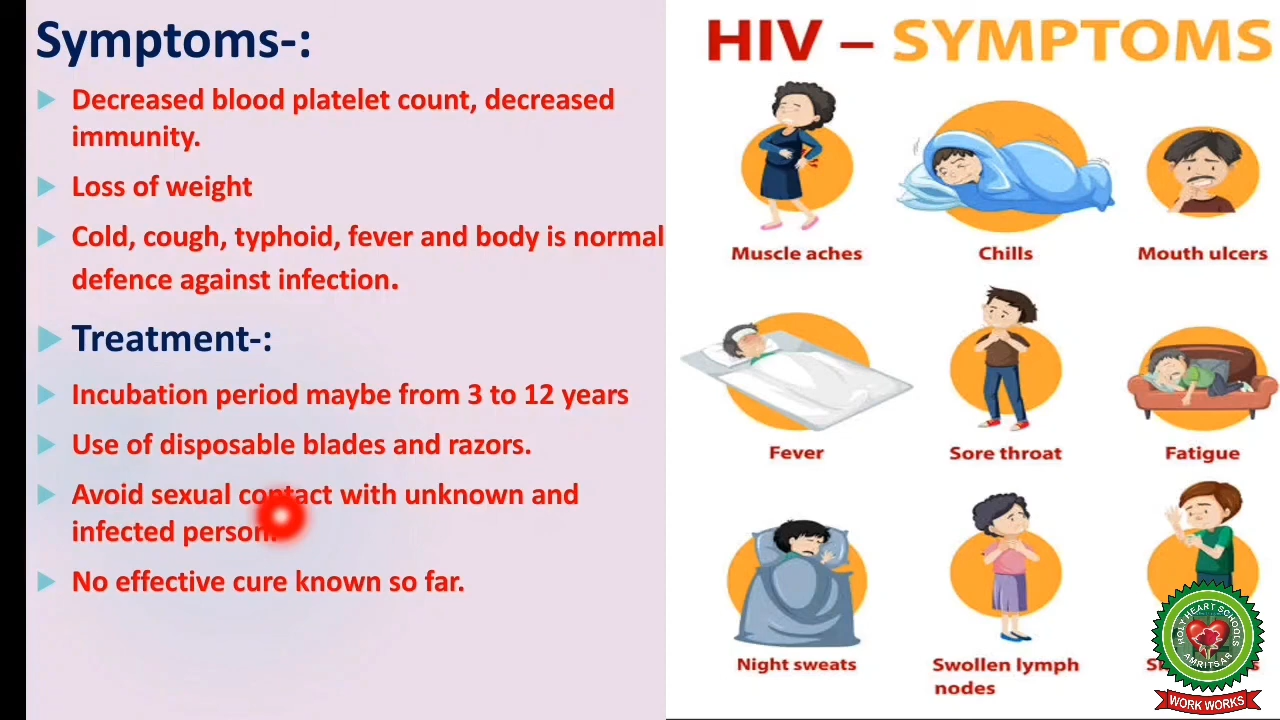 Symptoms-:
Decreased blood platelet count, decreased
immunity.
Loss of weight
Cold, cough, typhoid, fever and body is normal
defence against infection.
Treatment-:
Incubation period maybe from 3 to 12 years
Use of disposable blades and razors.
Avoid sexual contact with unknown and
infected person.
No effective cure known so far.
HIV – SYMPTOMS
Muscle aches
Chills
Mouth ulcers
Fever
Sore throat
Fatigue
Night sweats
Swollen lymph
nodes
HOLY HEART SCHOOLS
AMRITSAR
WORK WORKS